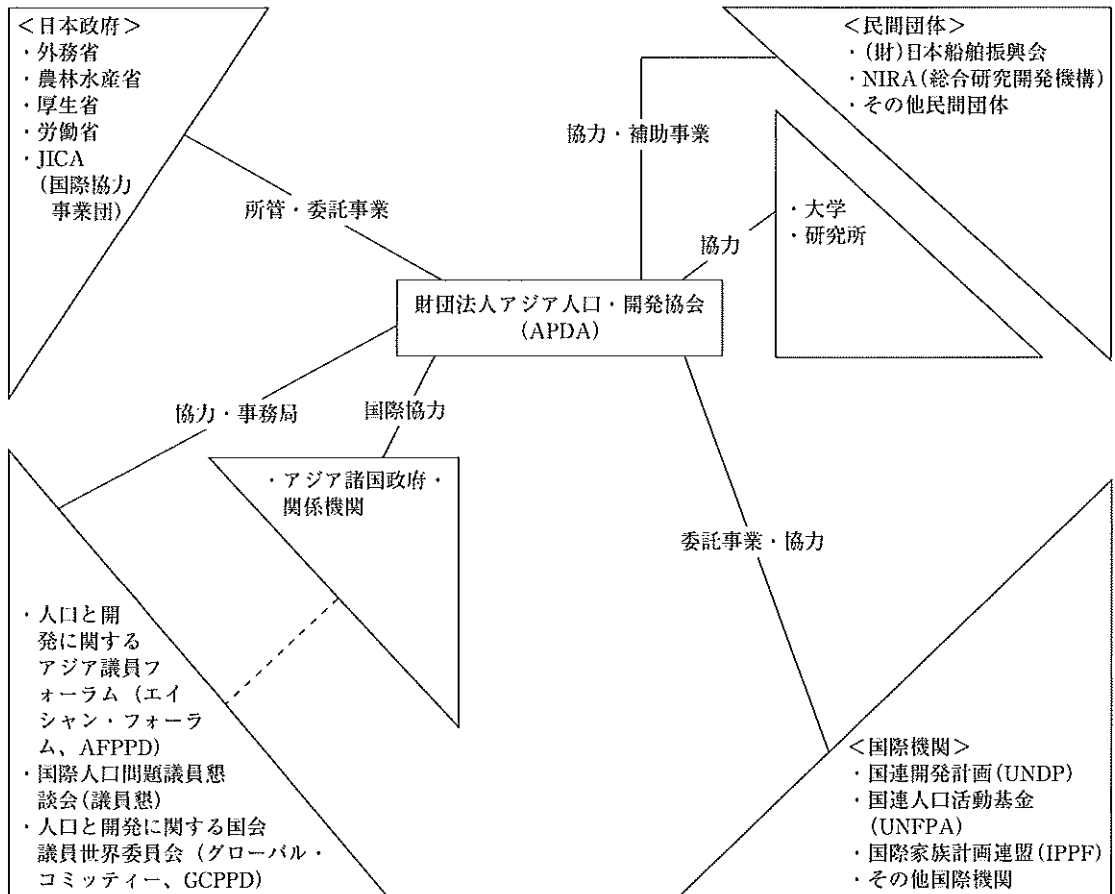 ＜日本政府＞
・外務省
・農林水産省
・厚生省
・労働省
・JICA
(国際協力
事業団)
所管・委託事業
＜民間団体＞
・(財)日本船舶振興会
・NIRA(総合研究開発機構)
・その他民間団体
協力・補助事業
・大学
・研究所
協力
財団法人アジア人口・開発協会
(APDA)
協力・事務局
国際協力
・アジア諸国政府・
関係機関
委託事業・協力
・人口と開
発に関する
アジア議員フ
ォーラム（エイ
シャン・フォーラ
ム、AFPPD）
・国際人口問題議員懇
談会(議員懇)
・人口と開発に関する国会
議員世界委員会（グローバル・
コミッティー、GCPPD）
＜国際機関＞
・国連開発計画(UNDP)
・国連人口活動基金
(UNFPA)
・国際家族計画連盟(IPPF)
・その他国際機関